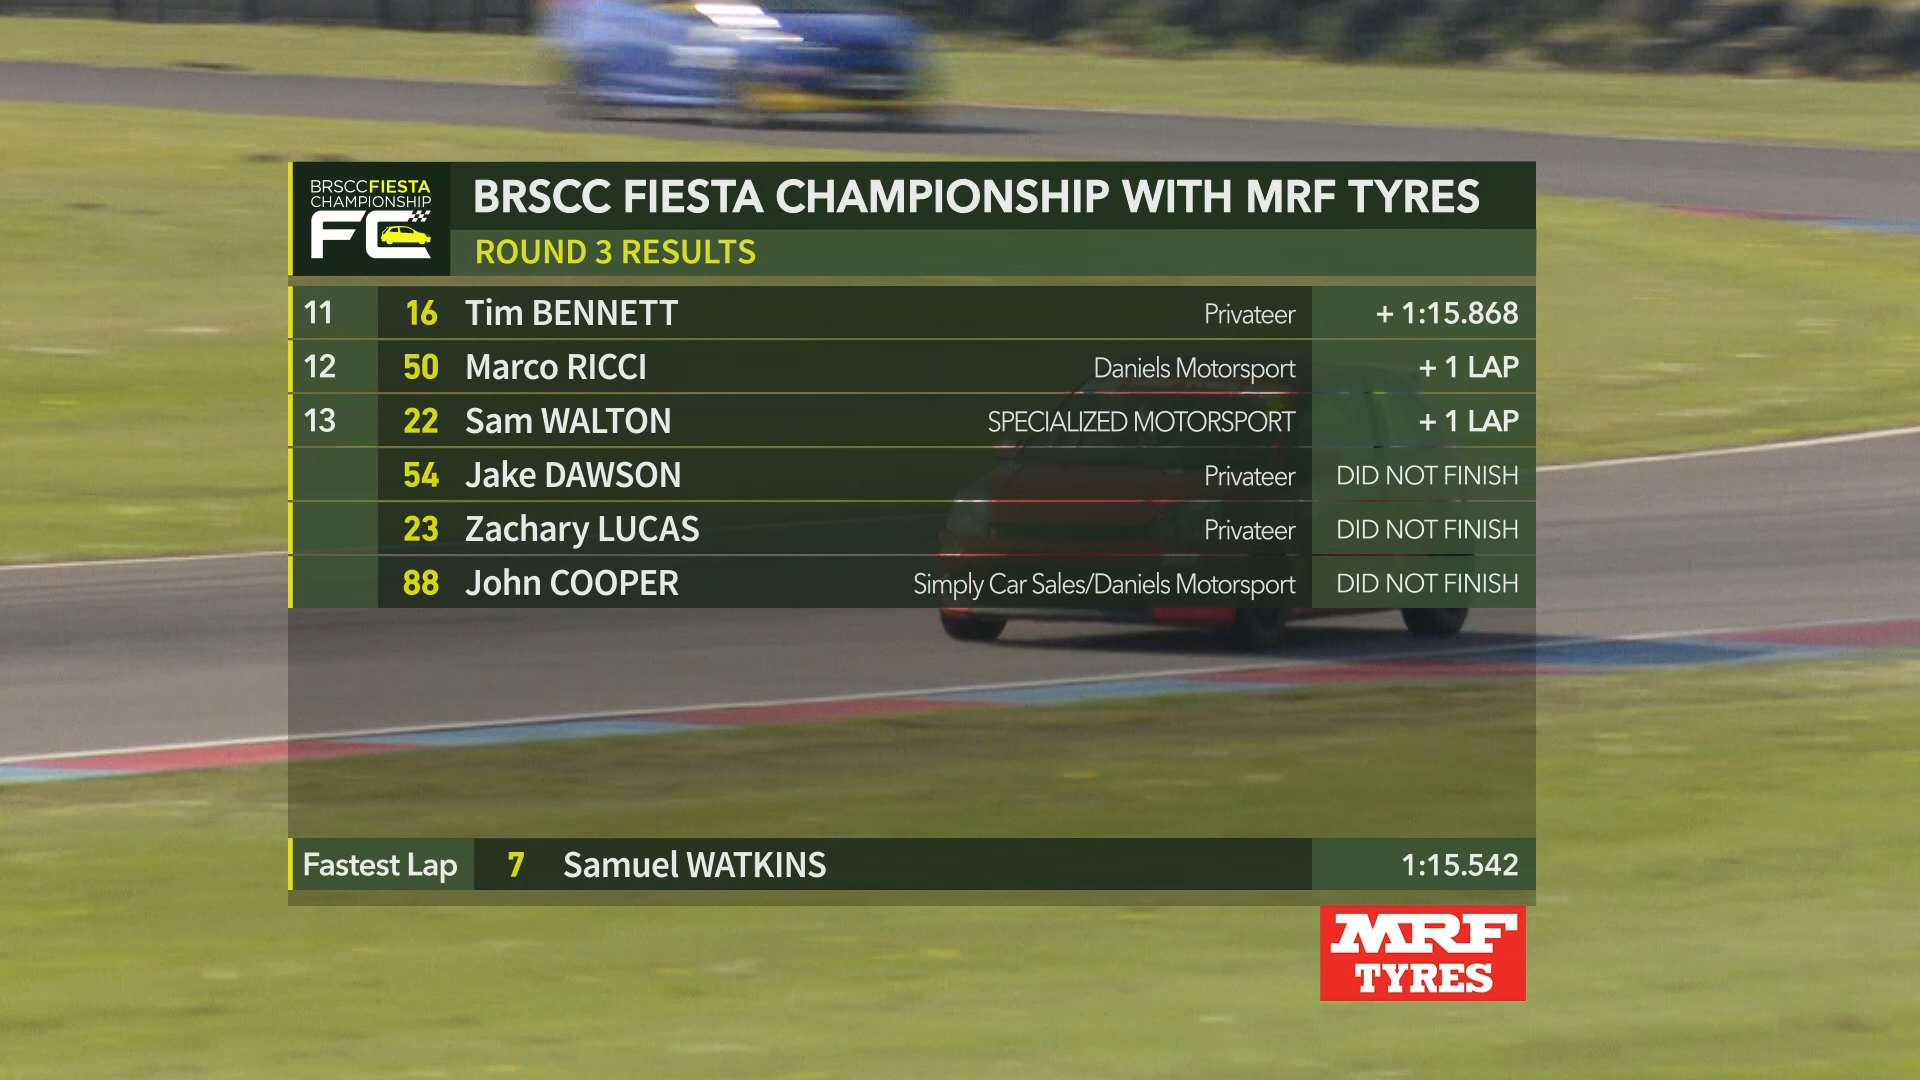 BRSCCFIESTA
CHAMPIONSHIP
FC
BRSCC FIESTA CHAMPIONSHIP WITH MRF TYRES
ROUND 3 RESULTS
11 16 Tim BENNETT Privateer + 1:15.868
12 50 Marco RICCI Daniels Motorsport + 1 LAP
13 22 Sam WALTON SPECIALIZED MOTORSPORT + 1 LAP
54 Jake DAWSON Privateer DID NOT FINISH
23 Zachary LUCAS Privateer DID NOT FINISH
88 John COOPER Simply Car Sales/Daniels Motorsport DID NOT FINISH
Fastest Lap 7 Samuel WATKINS 1:15.542
MRF
TYRES